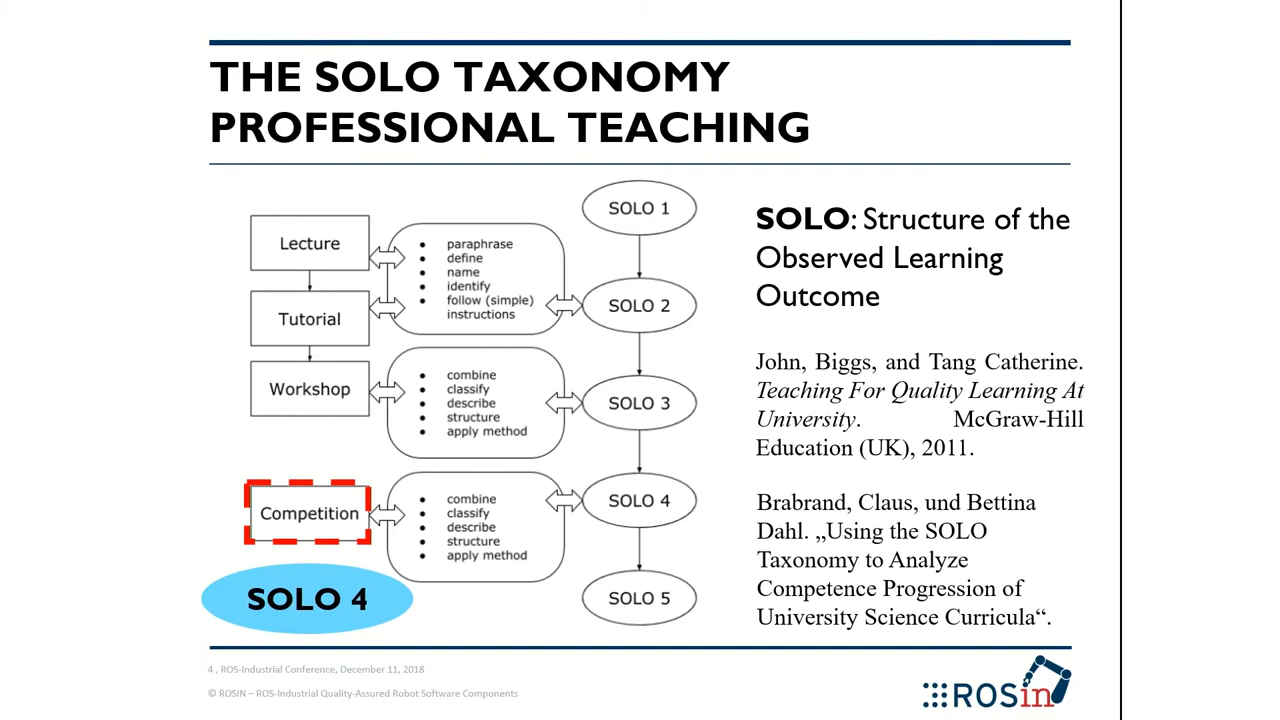 THE SOLO TAXONOMY
PROFESSIONAL TEACHING
Lecture
Tutorial
Workshop
Competition
SOLO 4
• paraphrase
• define
• name
• identify
• follow (simple)
instructions
• combine
• classify
• describe
• structure
• apply method
• combine
• classify
• describe
• structure
• apply method
SOLO 1
SOLO 2
SOLO 3
SOLO 4
SOLO 5
SOLO: Structure of the
Observed Learning
Outcome
John, Biggs, and Tang Catherine.
Teaching For Quality Learning At
University. McGraw-Hill
Education (UK), 2011.
Brabrand, Claus, und Bettina
Dahl. „Using the SOLO
Taxonomy to Analyze
Competence Progression of
University Science Curricula“.
4 , ROS-Industrial Conference, December 11, 2018
© ROSIN – ROS-Industrial Quality-Assured Robot Software Components
ROSin